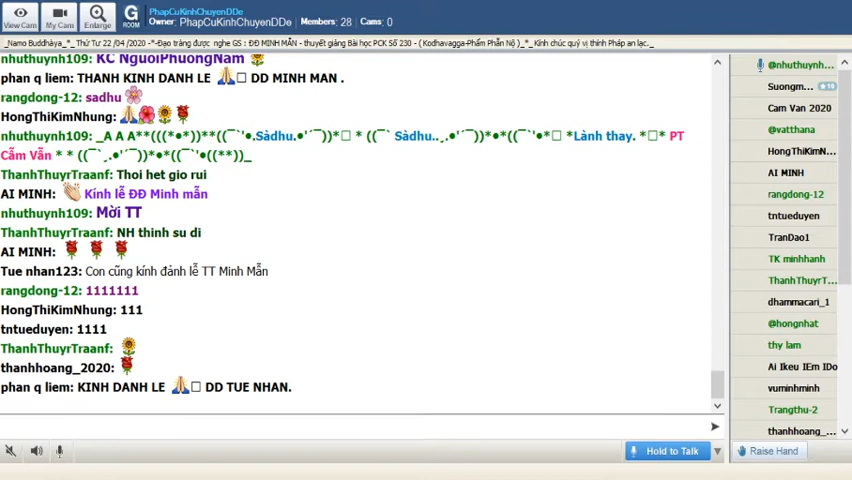 View Cam
My Cam
Enlarge
G
ROOM
PhapCuKinhChuyenDDe
Owner: PhapCuKinhChuyenDDe Members: 28 Cams: 0
_Namo Buddhàya_*_ Thứ Tư 22 /04 /2020 -*-Đạo tràng được nghe GS : ĐĐ MINH MẪN - thuyết giảng Bài học PCK Số 230 - ( Kodhavagga-Phẩm Phẫn Nộ )_*_ Kính chúc quý vị thính Pháp an lạc._
nhuthuynh109: KC NguoiPhuongNam
phan q liem: THANH KINH DANH LE 🙏□ DD MINH MAN .
rangdong-12: sadhu 🌸
HongThiKimNhung: 🙏🌺🌻🌹
nhuthuynh109: _A A A**(((*•*))**((¯`'•.Sàdhu.•'´¯))*•□ * ((¯` Sàdhu..¸.•'´¯))*•*((¯`'•*□ *Lành thay. *□* PT
Cẩm Vân * * ((¯`¸.•'´¯))*•*((¯`'•((**))_
ThanhThuyrTraanf: Thoi het gio rui
AI MINH: 👏 Kính lễ ĐĐ Minh mẫn
nhuthuynh109: Mời TT
ThanhThuyrTraanf: NH thinh su di
AI MINH: 🌹 🌹 🌹
Tue nhan123: Con cũng kính đảnh lễ TT Minh Mẫn
rangdong-12: 1111111
HongThiKimNhung: 111
tntueduyen: 1111
ThanhThuyrTraanf: 🌻
thanhhoang_2020: 🌹
phan q liem: KINH DANH LE 🙏□ DD TUE NHAN.
Hold to Talk
@nhuthuynh...
Suongm...
Cam Van 2020
@vatthana
HongThiKimN...
AI MINH
rangdong-12
tntueduyen
TranDao1
TK minhhanh
ThanhThuyrT...
dhammacari_1
@hongnhat
thy lam
Ai Ikeu IEm IDo
vuminhminh
Trangthu-2
thanhhoang_...
Raise Hand